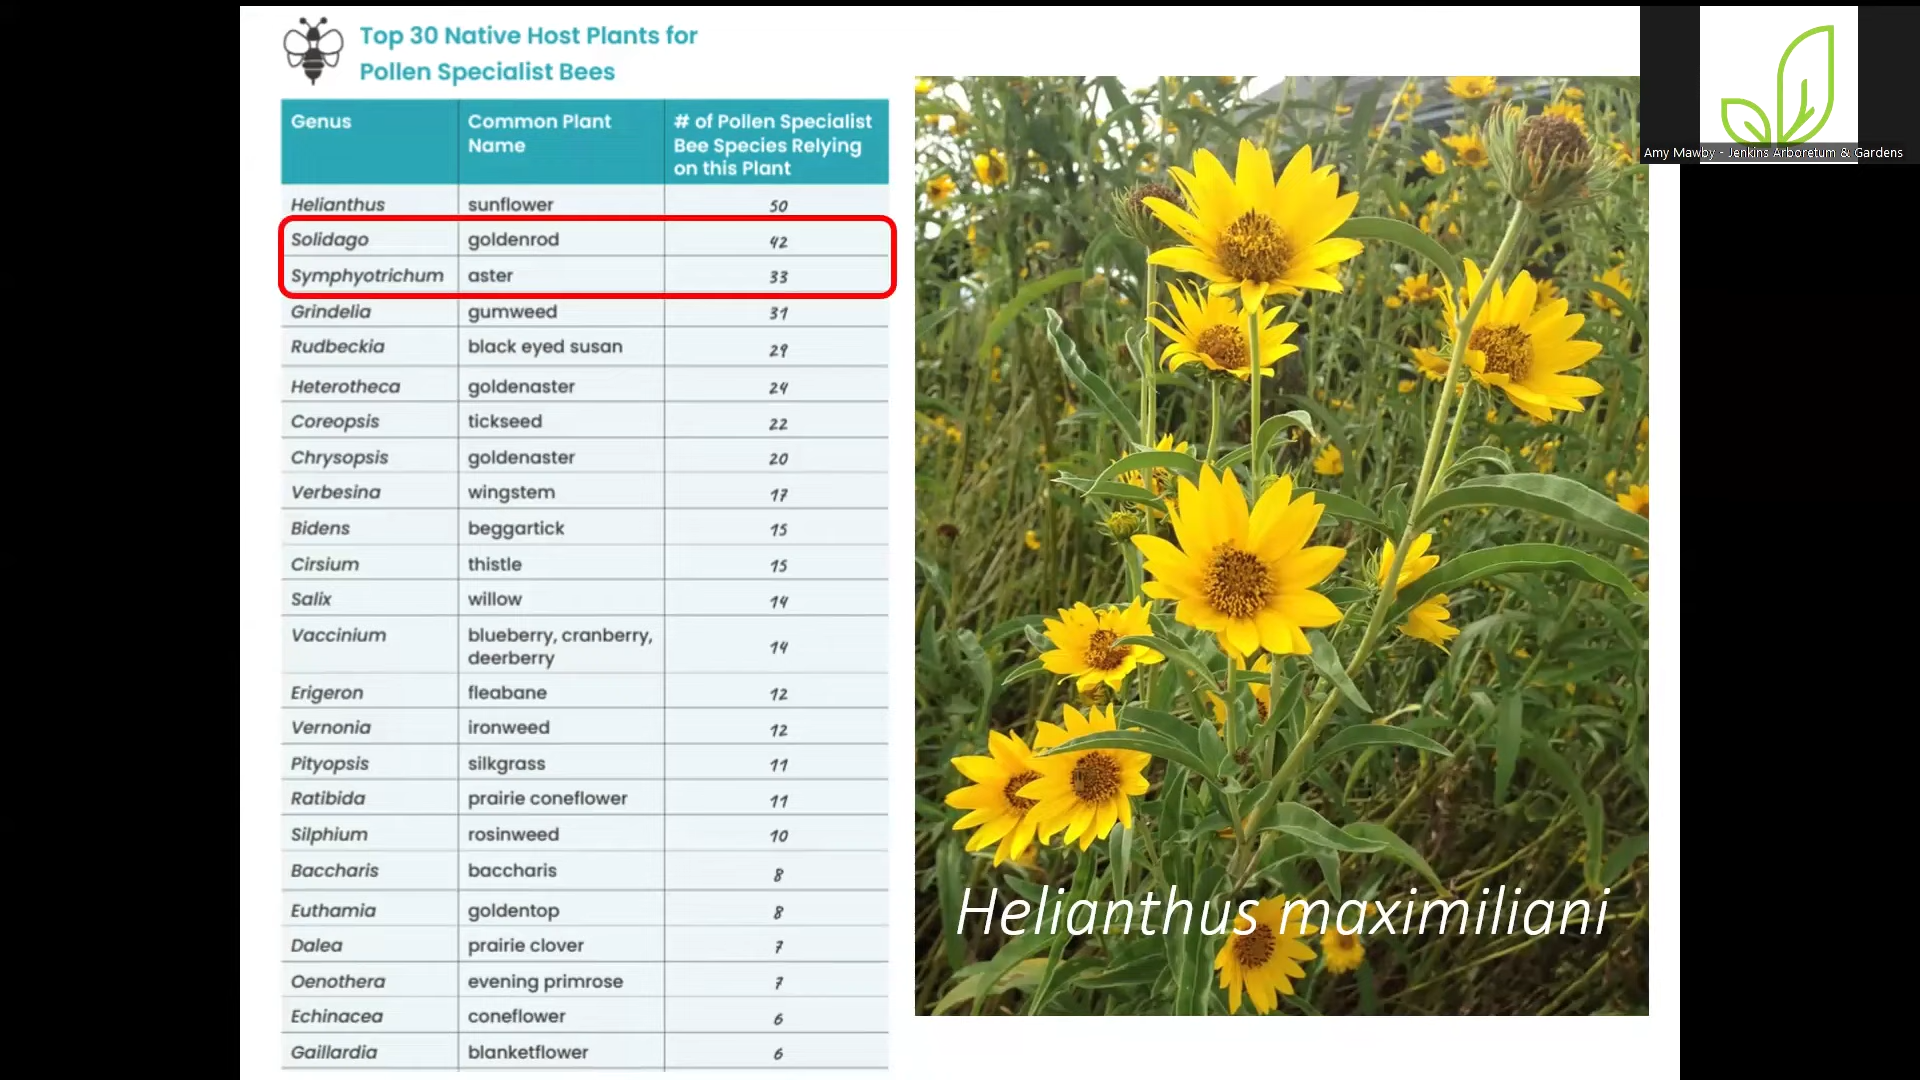 Top 30 Native Host Plants for
Pollen Specialist Bees
Genus Common Plant Name # of Pollen Specialist Bee Species Relying on this Plant
Helianthus sunflower 50
Solidago goldenrod 42
Symphyotrichum aster 33
Grindelia gumweed 31
Rudbeckia black eyed susan 29
Heterotheca goldenaster 24
Coreopsis tickseed 22
Chrysopsis goldenaster 20
Verbesina wingstem 17
Bidens beggartick 15
Cirsium thistle 15
Salix willow 14
Vaccinium blueberry, cranberry, deerberry 14
Erigeron fleabane 12
Vernonia ironweed 12
Pityopsis silkgrass 11
Ratibida prairie coneflower 11
Silphium rosinweed 10
Baccharis baccharis 8
Euthamia goldentop 8
Dalea prairie clover 7
Oenothera evening primrose 7
Echinacea coneflower 6
Gaillardia blanketflower 6
Helianthus maximiliani
Amy Mawby - Jenkins Arboretum & Gardens